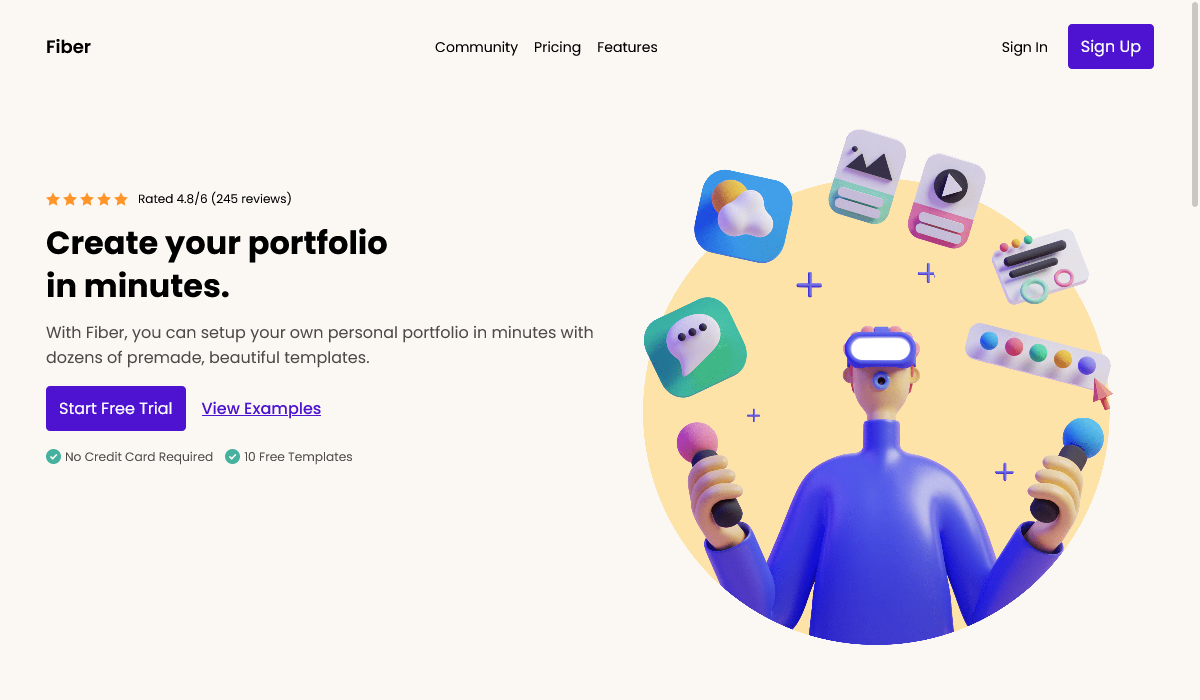 Fiber
Community Pricing Features
Sign In Sign Up
Rated 4.8/6 (245 reviews)
Create your portfolio
in minutes.
With Fiber, you can setup your own personal portfolio in minutes with
dozens of premade, beautiful templates.
Start Free Trial View Examples
No Credit Card Required 10 Free Templates